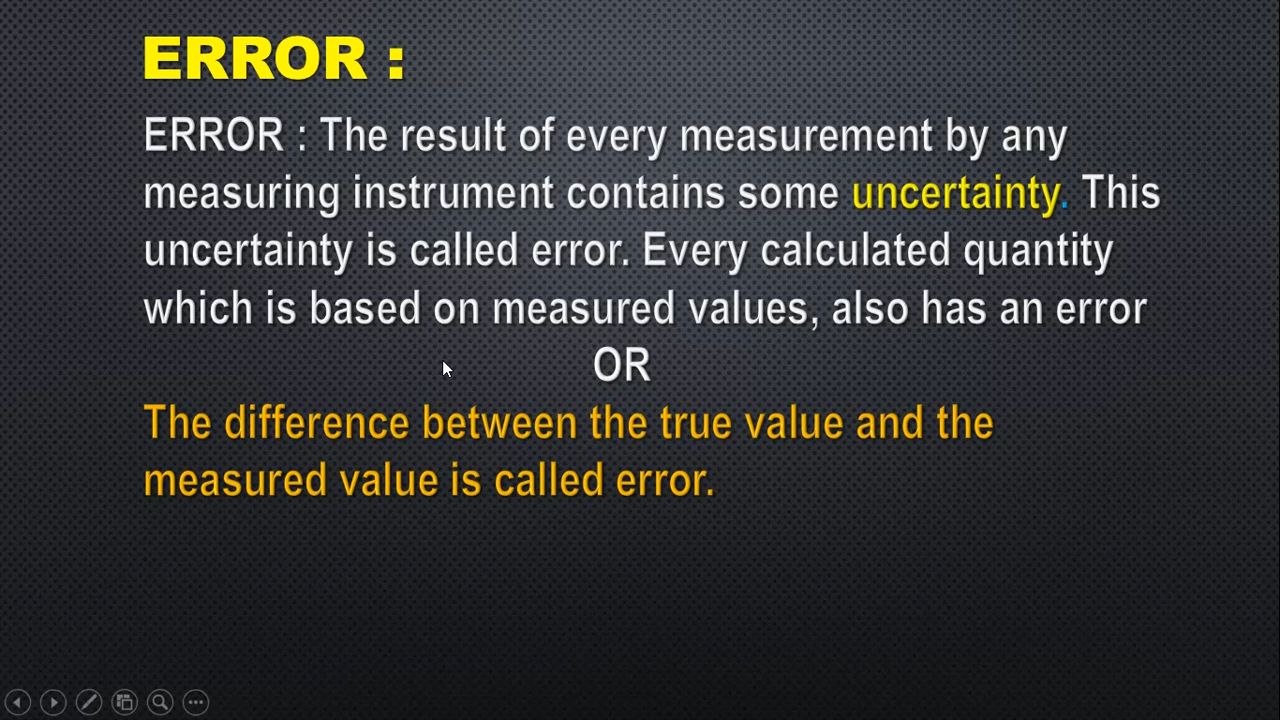 ERROR :
ERROR : The result of every measurement by any
measuring instrument contains some uncertainty. This
uncertainty is called error. Every calculated quantity
which is based on measured values, also has an error
OR
The difference between the true value and the
measured value is called error.